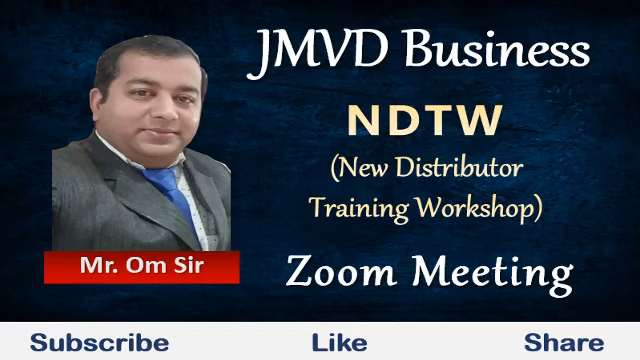 JMVD Business
NDTW
(New Distributor
Training Workshop)
Mr. Om Sir
Zoom Meeting
Subscribe
Like
Share